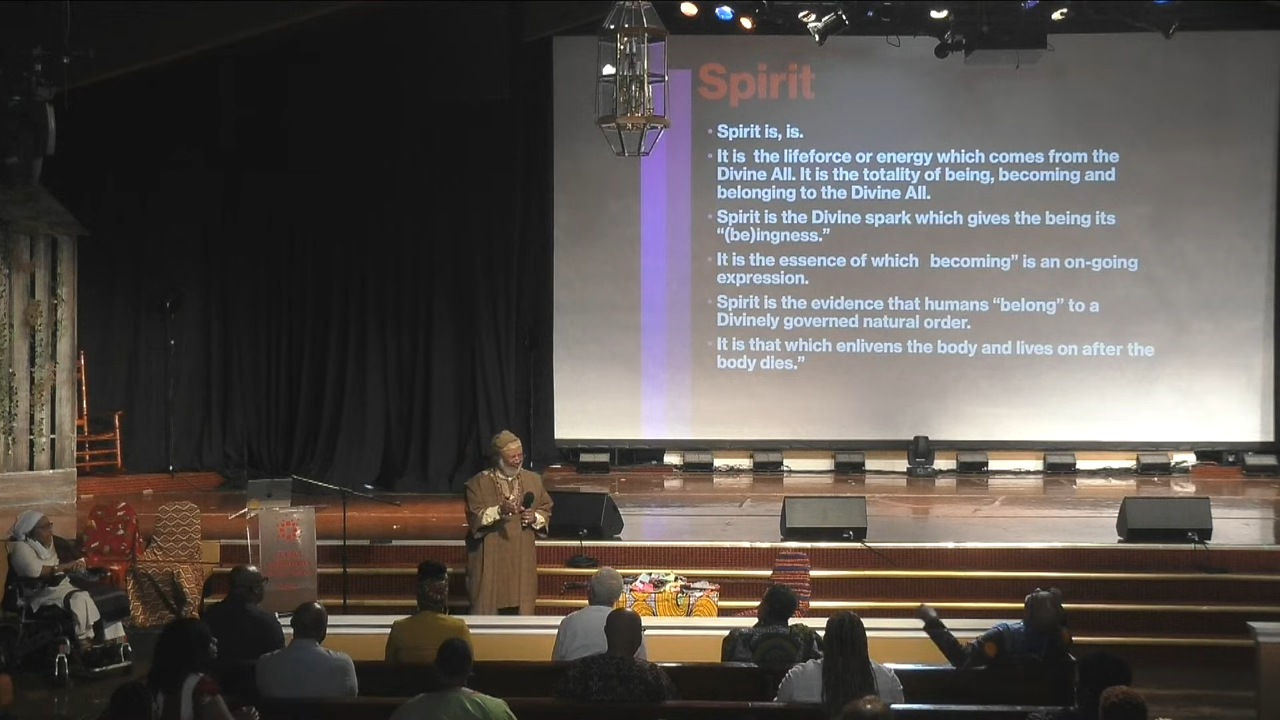 Spirit
Spirit is, is.
It is  the lifeforce or energy which comes from the
Divine All. It is the totality of being, becoming and
belonging to the Divine All.
Spirit is the Divine spark which gives the being its
“(be)ingness.”
It is the essence of which  becoming” is an on-going
expression.
Spirit is the evidence that humans “belong” to a
Divinely governed natural order.
It is that which enlivens the body and lives on after the
body dies.”